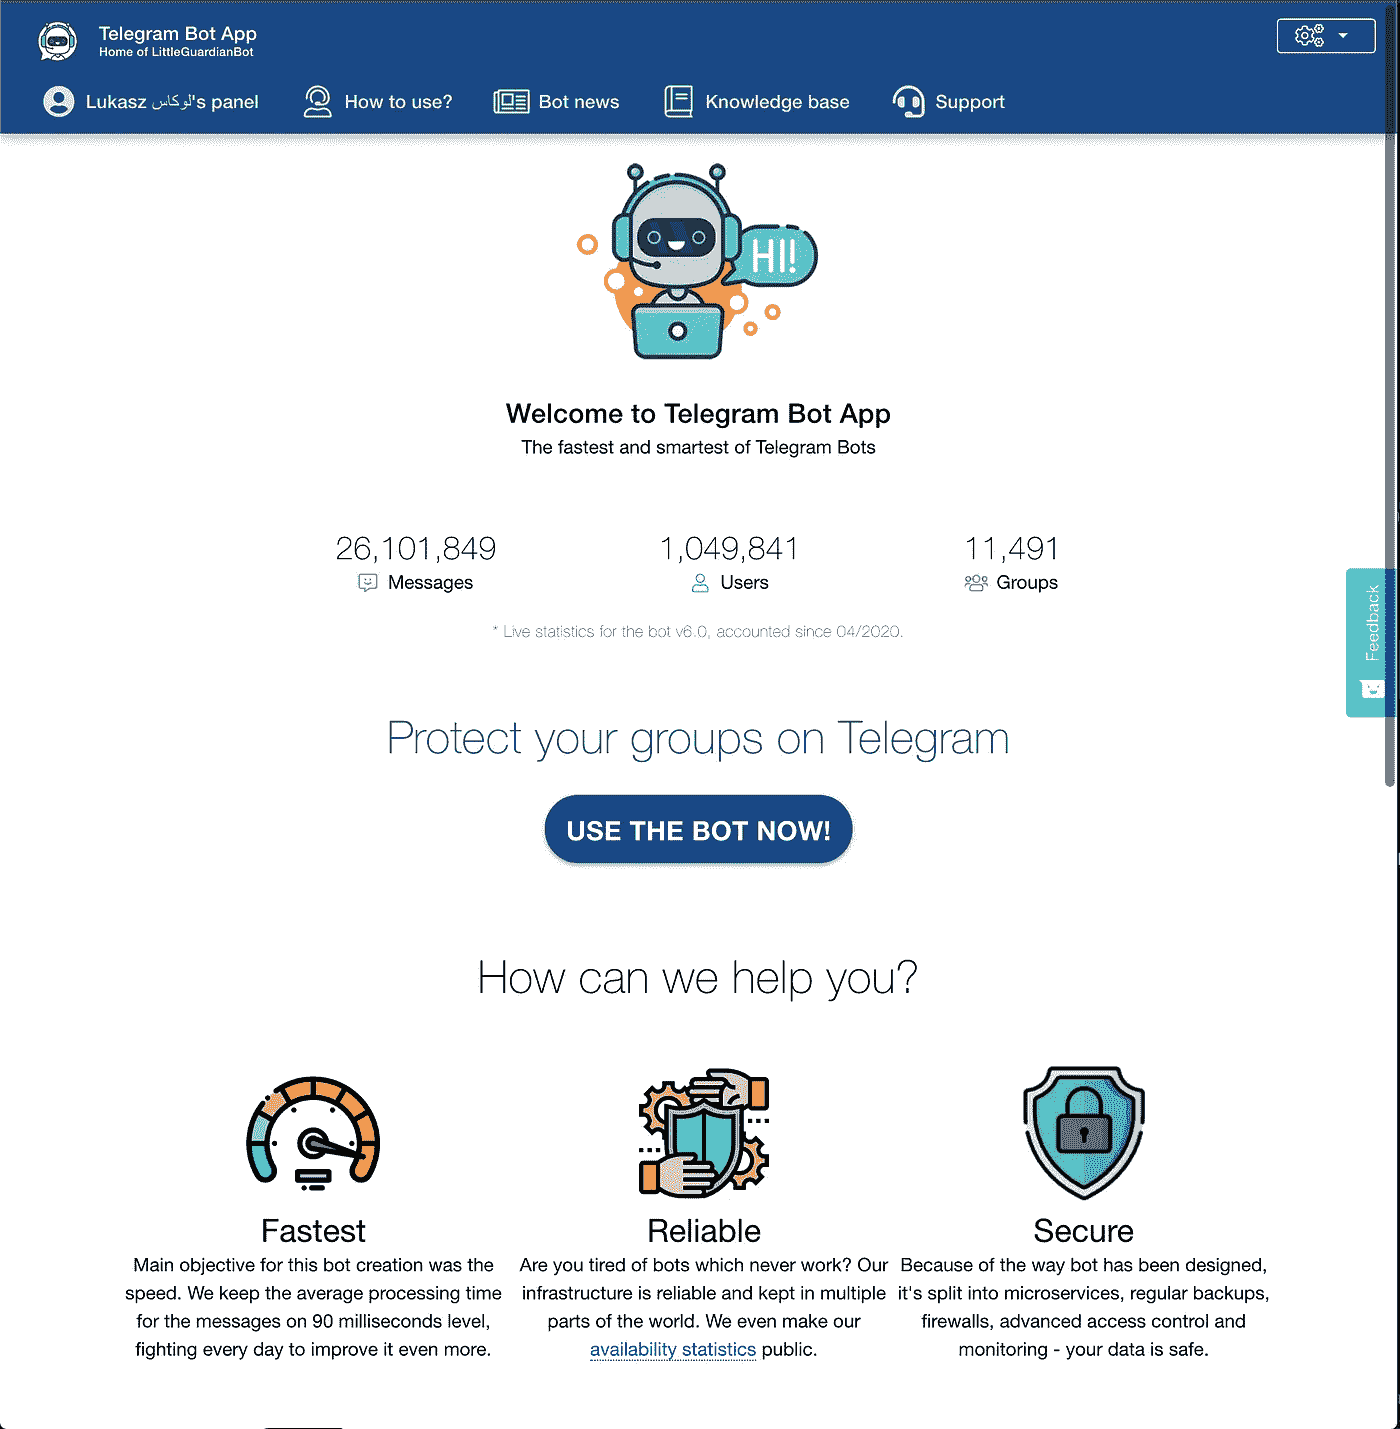 Telegram Bot App
Home of LittleGuardianBot
Lukasz لوكاس's panel
How to use?
Bot news
Knowledge base
Support
HI!
Welcome to Telegram Bot App
The fastest and smartest of Telegram Bots
26,101,849
Messages
1,049,841
Users
11,491
Groups
* Live statistics for the bot v6.0, accounted since 04/2020.
Feedback
Protect your groups on Telegram
USE THE BOT NOW!
How can we help you?
Fastest
Main objective for this bot creation was the
speed. We keep the average processing time
for the messages on 90 milliseconds level,
fighting every day to improve it even more.
Reliable
Are you tired of bots which never work? Our
infrastructure is reliable and kept in multiple
parts of the world. We even make our
availability statistics public.
Secure
Because of the way bot has been designed,
it's split into microservices, regular backups,
firewalls, advanced access control and
monitoring - your data is safe.